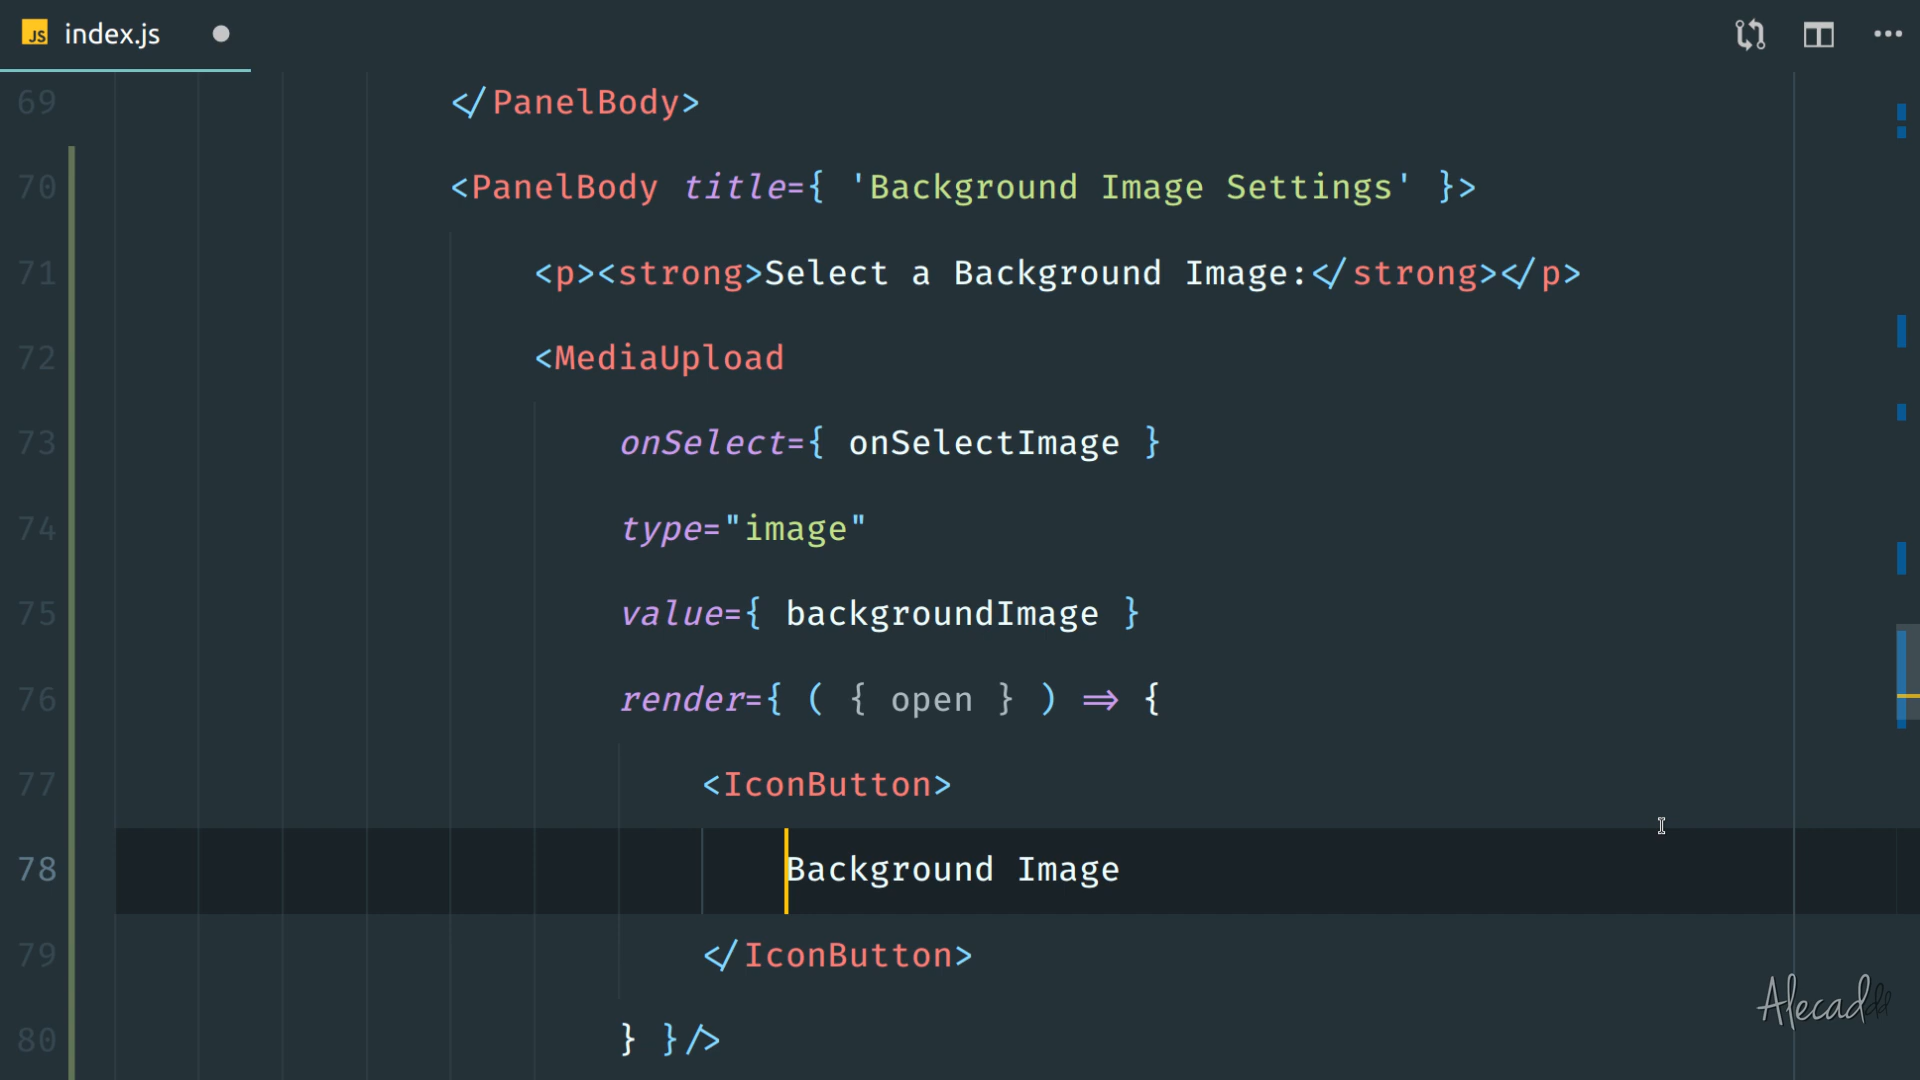 JS index.js
69 </PanelBody>
70 <PanelBody title={ 'Background Image Settings' }>
71 <p><strong>Select a Background Image:</strong></p>
72 <MediaUpload
73 onSelect={ onSelectImage }
74 type="image"
75 value={ backgroundImage }
76 render={ ( { open } ) => {
77 <IconButton>
78 Background Image
79 </IconButton>
80 } }/>
Alecaddd